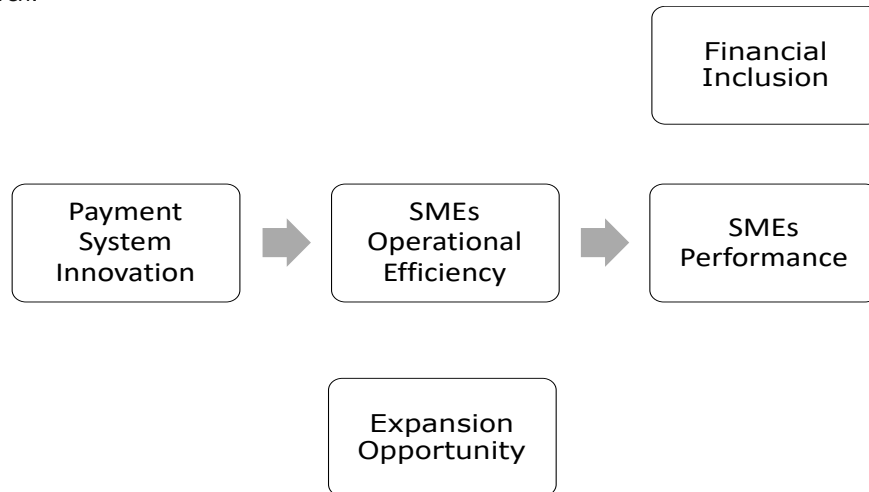 Financial
Inclusion
Payment
System
Innovation
SMEs
Operational
Efficiency
SMEs
Performance
Expansion
Opportunity